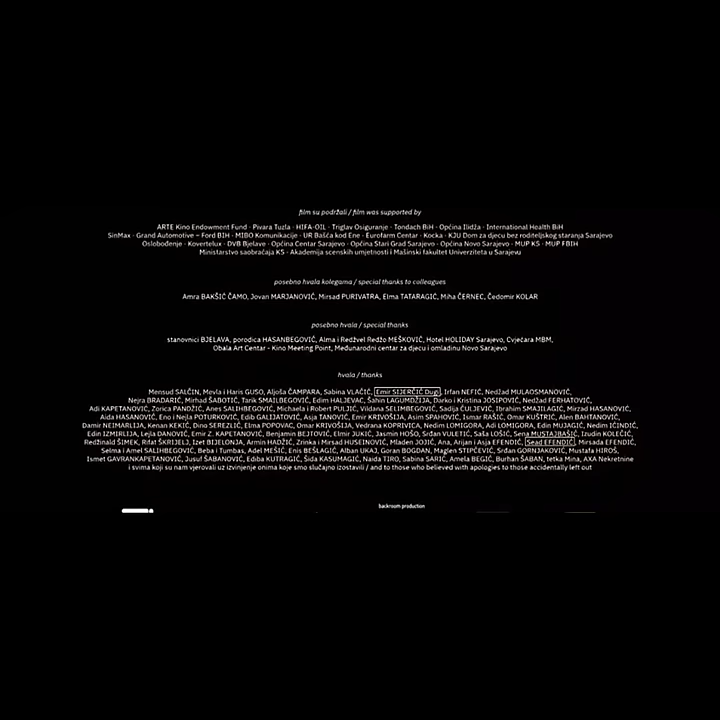 film su podržali / film was supported by
ARTE Kino Endowment Fund · Pivara Tuzla · HIFA-OIL · Triglav Osiguranje · Tondach BiH · Općina Ilidža · International Health BiH
SinMax · Grand Automotive – Ford BIH · MIBO Komunikacije · UR Bašča kod Ene · Eurofarm Centar · Kocka · KJU Dom za djecu bez roditeljskog staranja Sarajevo
Oslobođenje · Kovertelux · DVB Bjelave · Općina Centar Sarajevo · Općina Stari Grad Sarajevo · Općina Novo Sarajevo · MUP KS · MUP FBIH
Ministarstvo saobraćaja KS · Akademija scenskih umjetnosti i Mašinski fakultet Univerziteta u Sarajevu
posebno hvala kolegama / special thanks to colleagues
Amra BAKŠIĆ ČAMO, Jovan MARJANOVIĆ, Mirsad PURIVATRA, Elma TATARAGIĆ, Miha ČERNEC, Čedomir KOLAR
posebno hvala / special thanks
stanovnici BJELAVA, porodica HASANBEGOVIĆ, Alma i Redžvel Redžo MEŠKOVIĆ, Hotel HOLIDAY Sarajevo, Cvjećara MBM,
Obala Art Centar - Kino Meeting Point, Međunarodni centar za djecu i omladinu Novo Sarajevo
hvala / thanks
Mensud SALČIN, Mevla i Haris GUSO, Aljoša ČAMPARA, Sabina VLAČIĆ, Emir SIJERČIĆ Dugi, Irfan NEFIĆ, Nedžad MULAOSMANOVIĆ,
Nejra BRADARIĆ, Mirhad ŠABOTIĆ, Tarik SMAILBEGOVIĆ, Edim HALJEVAC, Šahin LAGUMDŽIJA, Darko i Kristina JOSIPOVIĆ, Nedžad FERHATOVIĆ,
Adi KAPETANOVIĆ, Zorica PANDŽIĆ, Anes SALIHBEGOVIĆ, Michaela i Robert PULJIĆ, Vildana SELIMBEGOVIĆ, Sadija ČULJEVIĆ, Ibrahim SMAJILAGIĆ, Mirzad HASANOVIĆ,
Aida HASANOVIĆ, Eno i Nejla POTURKOVIĆ, Edib GALIJATOVIĆ, Asja TANOVIĆ, Emir KRIVOŠIJA, Asim SPAHOVIĆ, Ismar RAŠIĆ, Omar KUŠTRIĆ, Alen BAHTANOVIĆ,
Damir NEIMARLIJA, Kenan KEKIĆ, Dino SEREZLIĆ, Elma POPOVAC, Omar KRIVOŠIJA, Vedrana KOPRIVICA, Nedim LOMIGORA, Adi LOMIGORA, Edin MUJAGIĆ, Nedim IĆINDIĆ,
Edin IZMIRLIJA, Lejla DANOVIĆ, Emir Z. KAPETANOVIĆ, Benjamin BEJTOVIĆ, Elmir JUKIĆ, Jasmin HOŠO, Srđan VULETIĆ, Saša LOŠIĆ, Sena MUSTAJBAŠIĆ, Izudin KOLEČIĆ,
Redžinald ŠIMEK, Rifat ŠKRIJELJ, Izet BIJELONJA, Armin HADŽIĆ, Zrinka i Mirsad HUSEINOVIĆ, Mladen JOJIĆ, Ana, Arijan i Asja EFENDIĆ, Sead EFENDIĆ, Mirsada EFENDIĆ,
Selma i Amel SALIHBEGOVIĆ, Beba i Tumbas, Adel MEŠIĆ, Enis BEŠLAGIĆ, Alban UKAJ, Goran BOGDAN, Maglen STIPČEVIĆ, Srđan GORNJAKOVIĆ, Mustafa HIROŠ,
Ismet GAVRANKAPETANOVIĆ, Jusuf ŠABANOVIĆ, Ediba KUTRAGIĆ, Šida KASUMAGIĆ, Naida TIRO, Sabina SARIĆ, Amela BEGIĆ, Burhan ŠABAN, tetka Mina, AXA Nekretnine
i svima koji su nam vjerovali uz izvinjenje onima koje smo slučajno izostavili / and to those who believed with apologies to those accidentally left out
backroom production